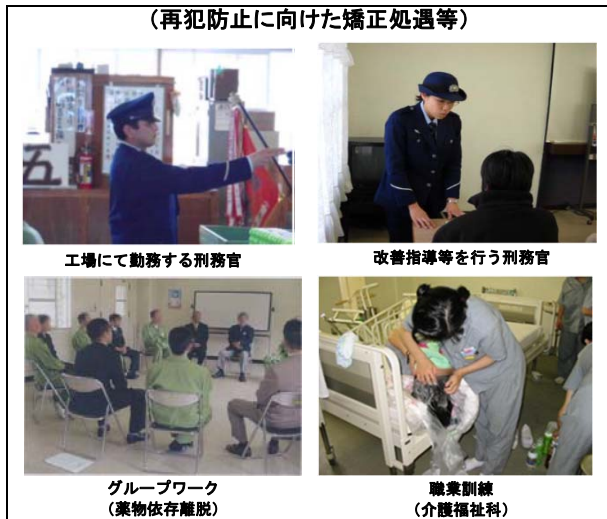 （再犯防止に向けた矯正処遇等）
五
工場にて勤務する刑務官
改善指導等を行う刑務官
グループワーク
（薬物依存離脱）
職業訓練
（介護福祉科）